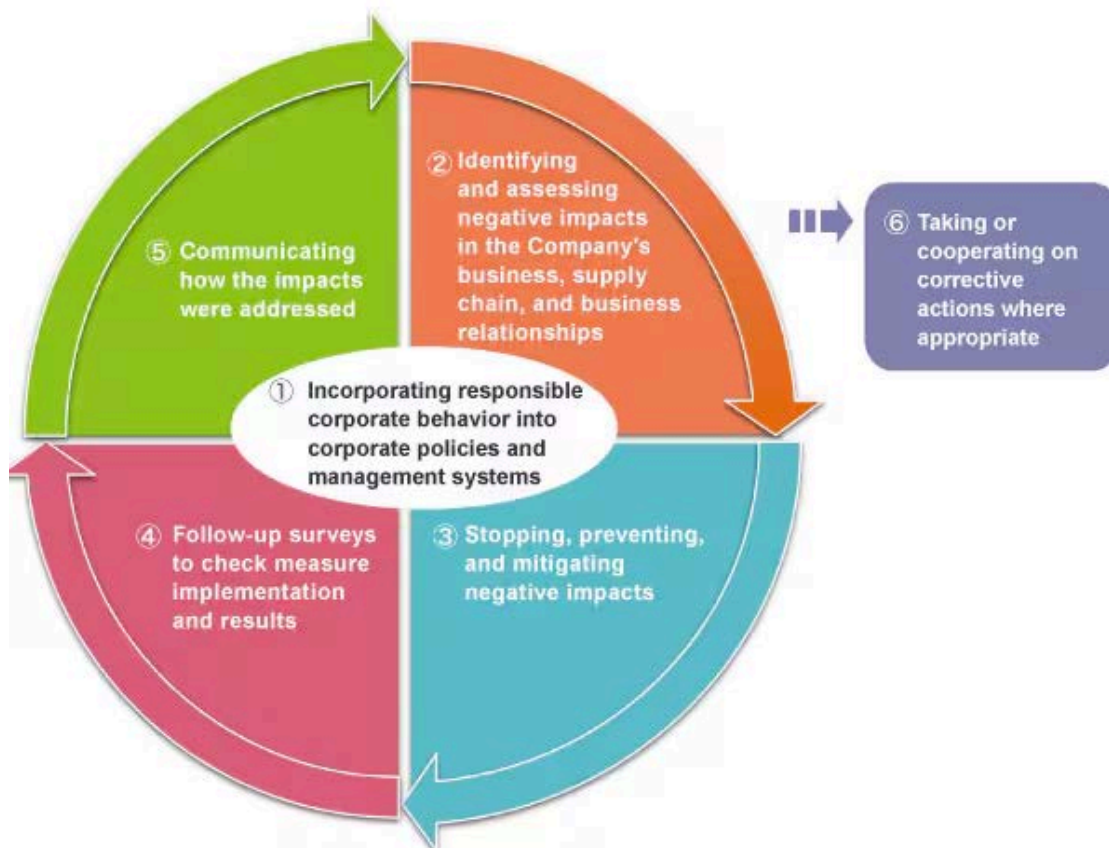 ① Incorporating responsible
corporate behavior into
corporate policies and
management systems
② Identifying
and assessing
negative impacts
in the Company's
business, supply
chain, and business
relationships
③ Stopping, preventing,
and mitigating
negative impacts
④ Follow-up surveys
to check measure
implementation
and results
⑤ Communicating
how the impacts
were addressed
⑥ Taking or
cooperating on
corrective
actions where
appropriate